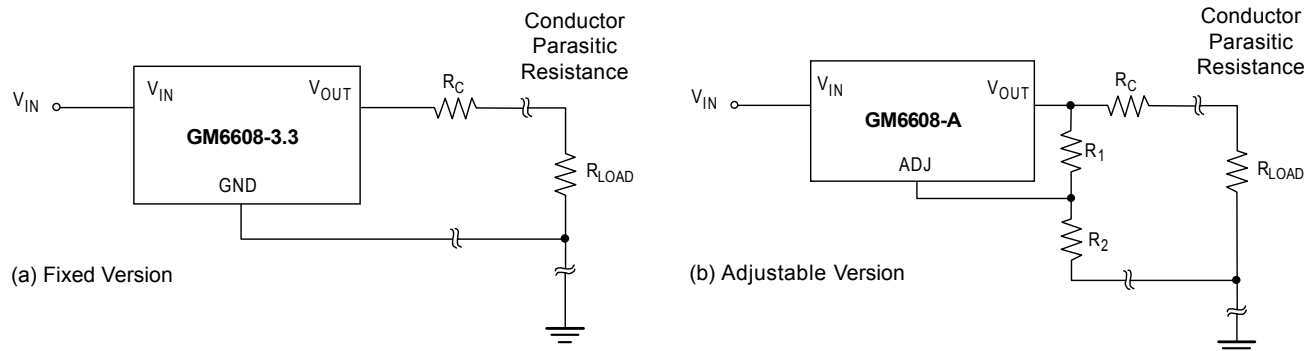 Conductor
Parasitic
Resistance
V_IN
V_IN
V_OUT
R_C
GM6608-3.3
GND
R_LOAD
(a) Fixed Version
Conductor
Parasitic
Resistance
V_IN
V_IN
V_OUT
R_C
GM6608-A
R_1
ADJ
R_LOAD
R_2
(b) Adjustable Version